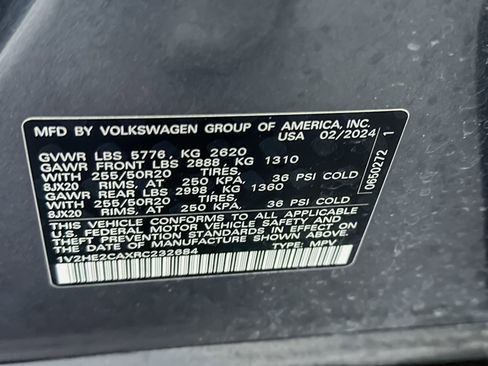 MFD BY VOLKSWAGEN GROUP OF AMERICA, INC.
USA 02/2024
GVWR LBS 5776, KG 2620
GAWR FRONT LBS 2888, KG 1310
WITH 255/50R20 TIRES, 36 PSI COLD
8JX20 RIMS, AT 250 KPA,
GAWR REAR LBS 2998, KG 1360
WITH 255/50R20 TIRES, 36 PSI COLD
8JX20 RIMS, AT 250 KPA,
THIS VEHICLE CONFORMS TO ALL APPLICABLE
U.S. FEDERAL MOTOR VEHICLE SAFETY AND
THEFT PREVENTION STANDARDS IN EFFECT ON
THE DATE OF MANUFACTURE SHOWN ABOVE.
1V2HE2CAXRC232684 TYPE: MPV
0650272 1